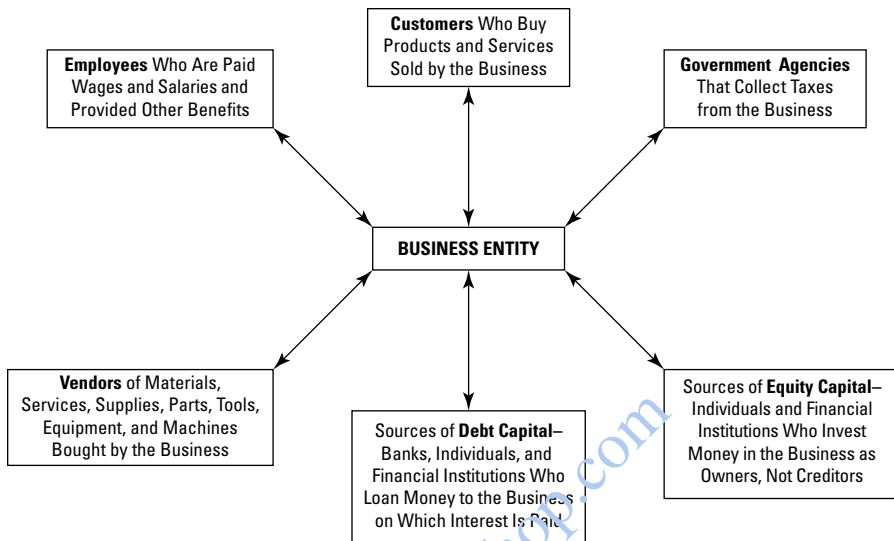 Customers Who Buy
Products and Services
Sold by the Business
Employees Who Are Paid
Wages and Salaries and
Provided Other Benefits
Government Agencies
That Collect Taxes
from the Business
BUSINESS ENTITY
Vendors of Materials,
Services, Supplies, Parts, Tools,
Equipment, and Machines
Bought by the Business
Sources of Debt Capital–
Banks, Individuals, and
Financial Institutions Who
Loan Money to the Business
on Which Interest Is Paid
Sources of Equity Capital–
Individuals and Financial
Institutions Who Invest
Money in the Business as
Owners, Not Creditors